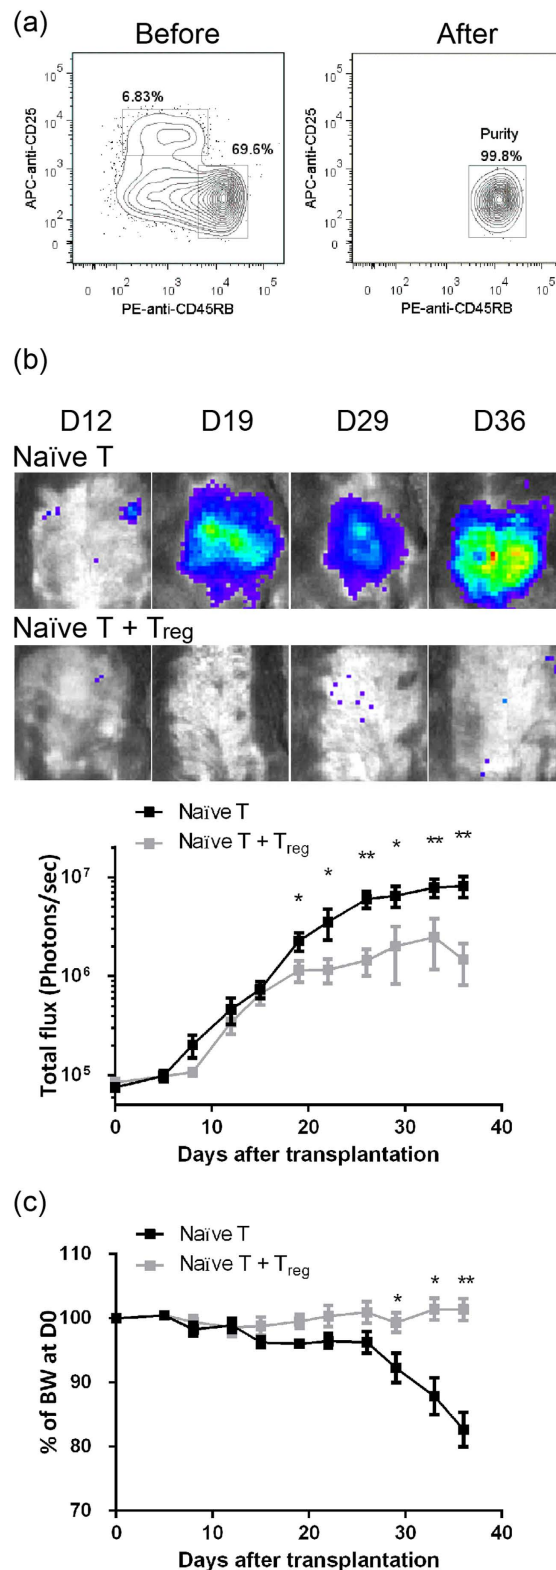 (a)
Before
After
10^5
10^4
10^3
10^2
0
APC-anti-CD25
6.83%
69.6%
0 10^2 10^3 10^4 10^5
PE-anti-CD45RB
10^5
10^4
10^3
10^2
0
APC-anti-CD25
Purity
99.8%
0 10^2 10^3 10^4 10^5
PE-anti-CD45RB
(b)
D12 D19 D29 D36
Naïve T
Naïve T + Treg
Naïve T
Naïve T + Treg
* * ** * ** **
10^7
10^6
10^5
Total flux (Photons/sec)
0 10 20 30 40
Days after transplantation
(c)
Naïve T
Naïve T + Treg
* * **
110
100
90
80
70
% of BW at D0
0 10 20 30 40
Days after transplantation